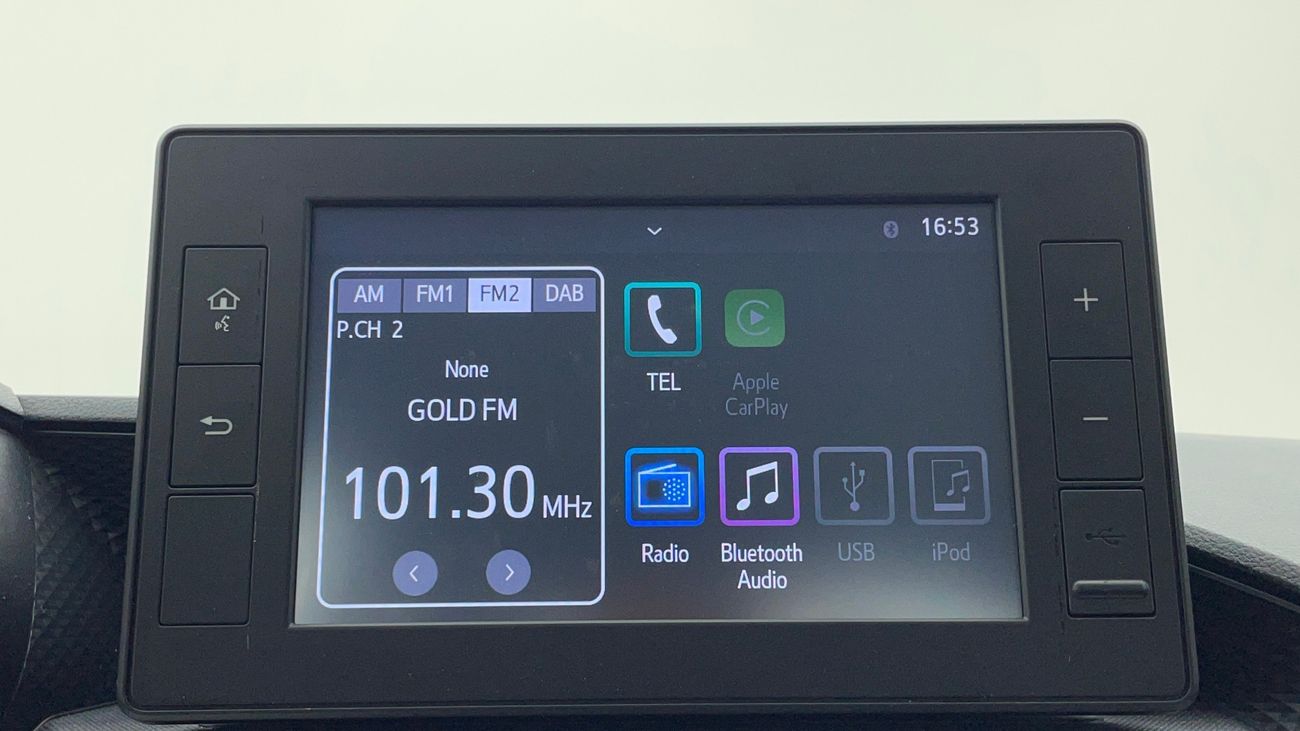 16:53
AM FM1 FM2 DAB
P.CH 2
None
GOLD FM
101.30 MHz
TEL
Apple
CarPlay
Radio
Bluetooth
Audio
USB
iPod
+
−